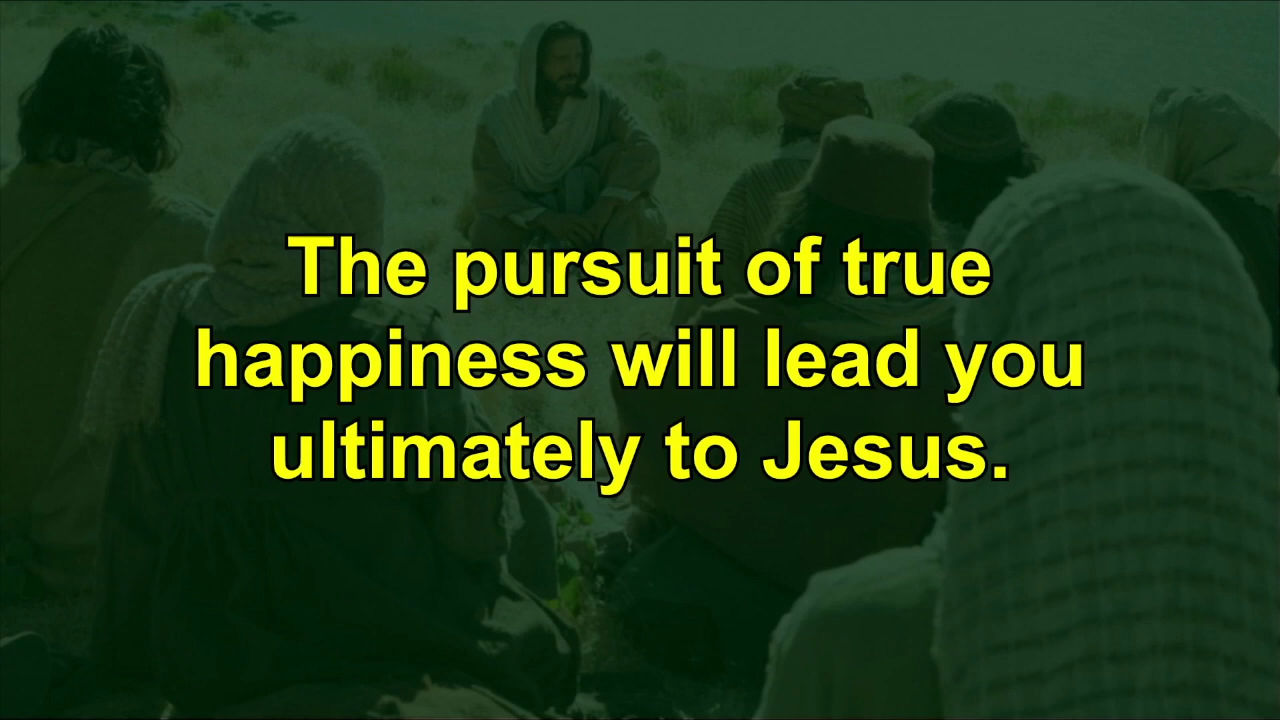 The pursuit of true
happiness will lead you
ultimately to Jesus.